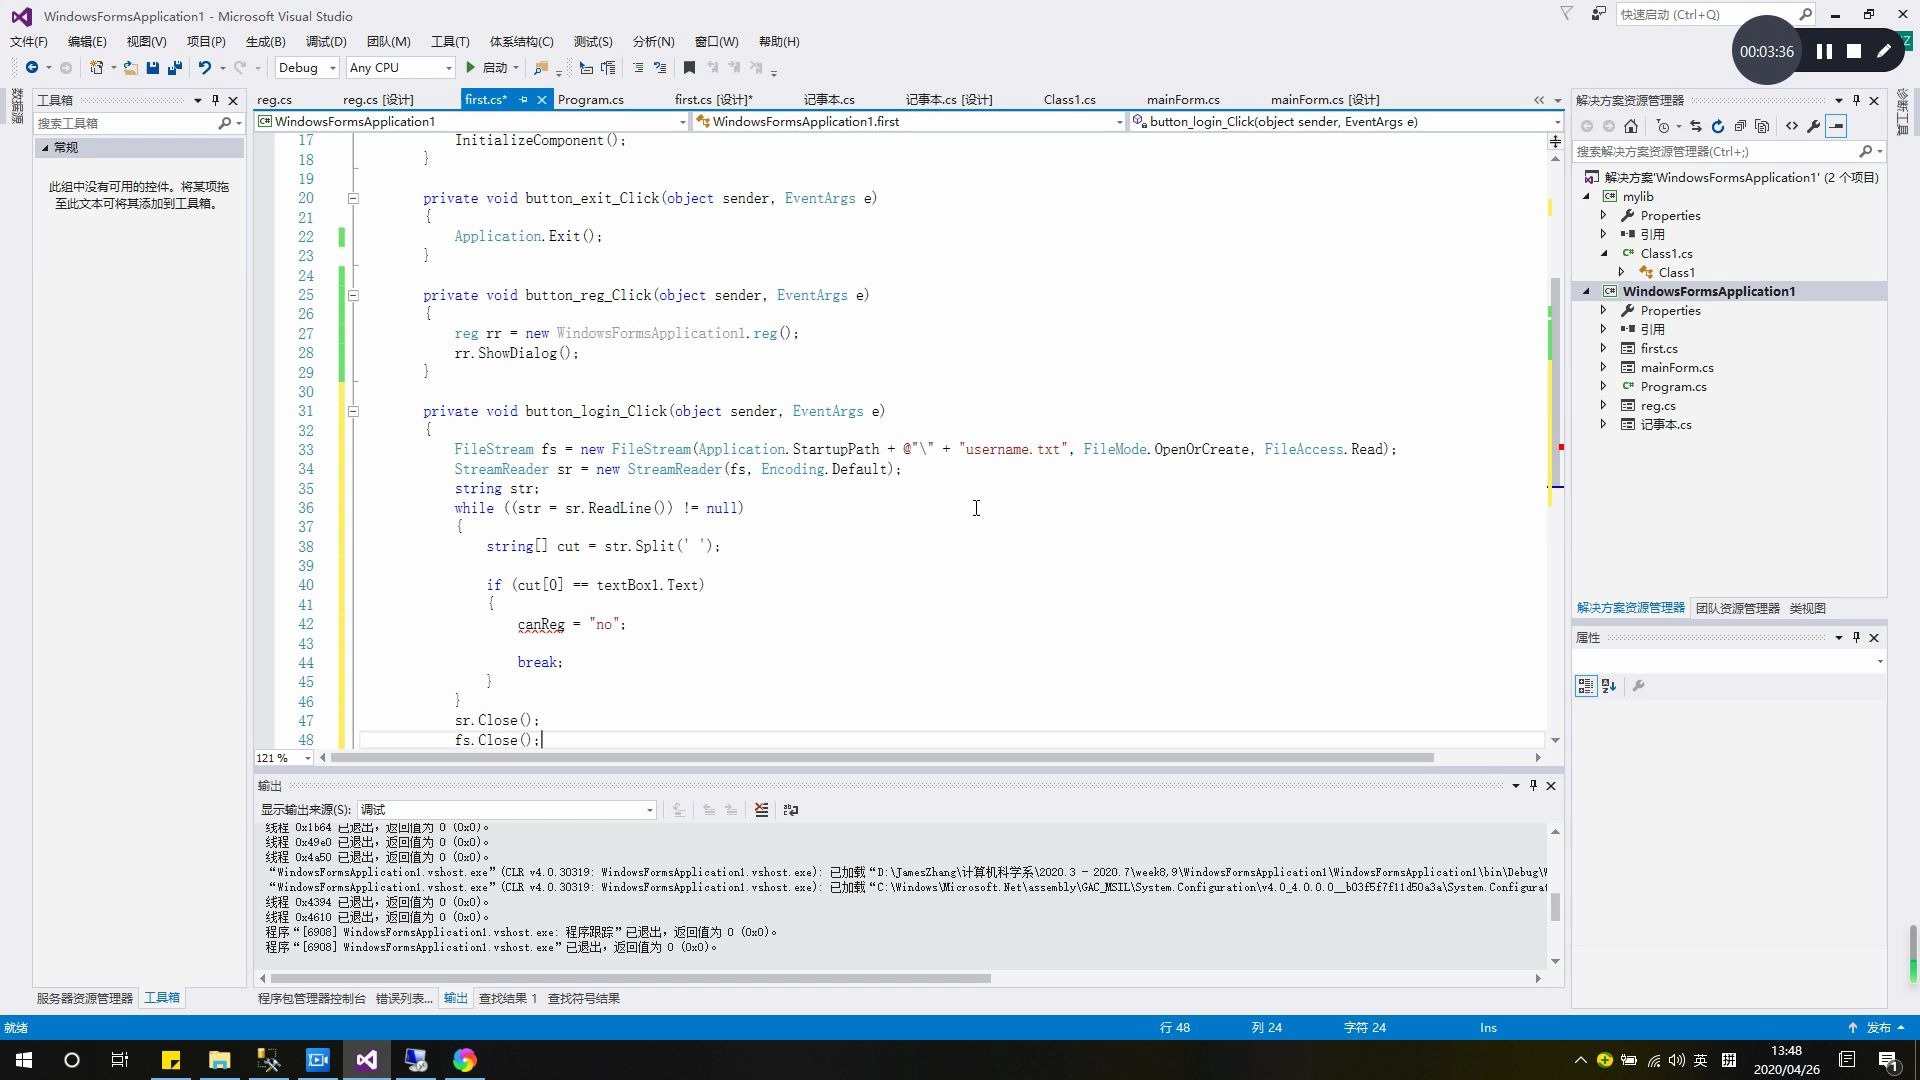 WindowsFormsApplication1 - Microsoft Visual Studio
快速启动 (Ctrl+Q)
文件(F) 编辑(E) 视图(V) 项目(P) 生成(B) 调试(D) 团队(M) 工具(T) 体系结构(C) 测试(S) 分析(N) 窗口(W) 帮助(H)
00:03:36
Debug Any CPU 启动
数据源
工具箱
搜索工具箱
常规
此组中没有可用的控件。将某项拖
至此文本可将其添加到工具箱。
reg.cs reg.cs [设计] first.cs* Program.cs first.cs [设计]* 记事本.cs 记事本.cs [设计] Class1.cs mainForm.cs mainForm.cs [设计]
WindowsFormsApplication1 WindowsFormsApplication1.first button_login_Click(object sender, EventArgs e)
17 InitializeComponent();
18 }
19
20 private void button_exit_Click(object sender, EventArgs e)
21 {
22 Application.Exit();
23 }
24
25 private void button_reg_Click(object sender, EventArgs e)
26 {
27 reg rr = new WindowsFormsApplication1.reg();
28 rr.ShowDialog();
29 }
30
31 private void button_login_Click(object sender, EventArgs e)
32 {
33 FileStream fs = new FileStream(Application.StartupPath + @"\" + "username.txt", FileMode.OpenOrCreate, FileAccess.Read);
34 StreamReader sr = new StreamReader(fs, Encoding.Default);
35 string str;
36 while ((str = sr.ReadLine()) != null)
37 {
38 string[] cut = str.Split(' ');
39
40 if (cut[0] == textBox1.Text)
41 {
42 canReg = "no";
43
44 break;
45 }
46 }
47 sr.Close();
48 fs.Close();
121 %
输出
显示输出来源(S): 调试
线程 0x1b64 已退出，返回值为 0 (0x0)。
线程 0x49e0 已退出，返回值为 0 (0x0)。
线程 0x4a50 已退出，返回值为 0 (0x0)。
“WindowsFormsApplication1.vshost.exe”(CLR v4.0.30319: WindowsFormsApplication1.vshost.exe): 已加载“D:\JamesZhang\计算机科学系\2020.3 - 2020.7\week8,9\WindowsFormsApplication1\WindowsFormsApplication1\bin\Debug\W
“WindowsFormsApplication1.vshost.exe”(CLR v4.0.30319: WindowsFormsApplication1.vshost.exe): 已加载“C:\Windows\Microsoft.Net\assembly\GAC_MSIL\System.Configuration\v4.0_4.0.0.0__b03f5f7f11d50a3a\System.Configurat
线程 0x4394 已退出，返回值为 0 (0x0)。
线程 0x4610 已退出，返回值为 0 (0x0)。
程序“[6908] WindowsFormsApplication1.vshost.exe: 程序跟踪”已退出，返回值为 0 (0x0)。
程序“[6908] WindowsFormsApplication1.vshost.exe”已退出，返回值为 0 (0x0)。
服务器资源管理器 工具箱
程序包管理器控制台 错误列表... 输出 查找结果 1 查找符号结果
解决方案资源管理器
搜索解决方案资源管理器(Ctrl+;)
解决方案'WindowsFormsApplication1' (2 个项目)
mylib
Properties
引用
Class1.cs
Class1
WindowsFormsApplication1
Properties
引用
first.cs
mainForm.cs
Program.cs
reg.cs
记事本.cs
解决方案资源管理器 团队资源管理器 类视图
属性
诊断工具
就绪 行 48 列 24 字符 24 Ins 发布
英 拼 13:48
2020/04/26
1